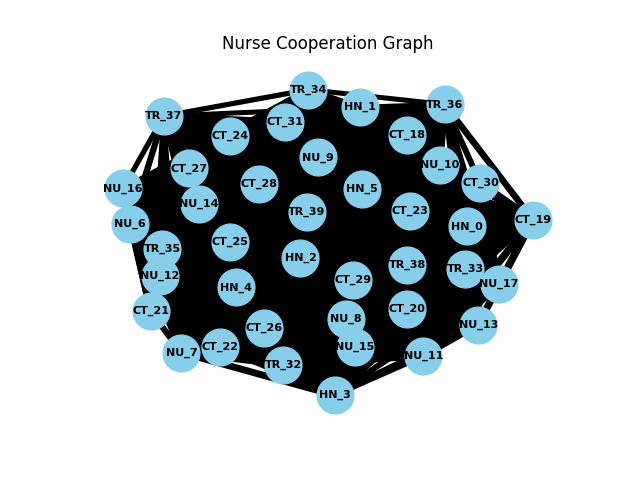 Nurse Cooperation Graph
TR_34
TR_36
HN_1
TR_37
CT_31
CT_24
CT_18
NU_9
NU_10
CT_27
CT_28
CT_30
NU_16
HN_5
NU_14
TR_39
CT_23
CT_19
NU_6
HN_0
CT_25
TR_35
HN_2
TR_38
TR_33
NU_12
CT_29
NU_17
HN_4
CT_20
CT_21
NU_8
NU_13
CT_26
CT_22
NU_15
NU_7
NU_11
TR_32
HN_3